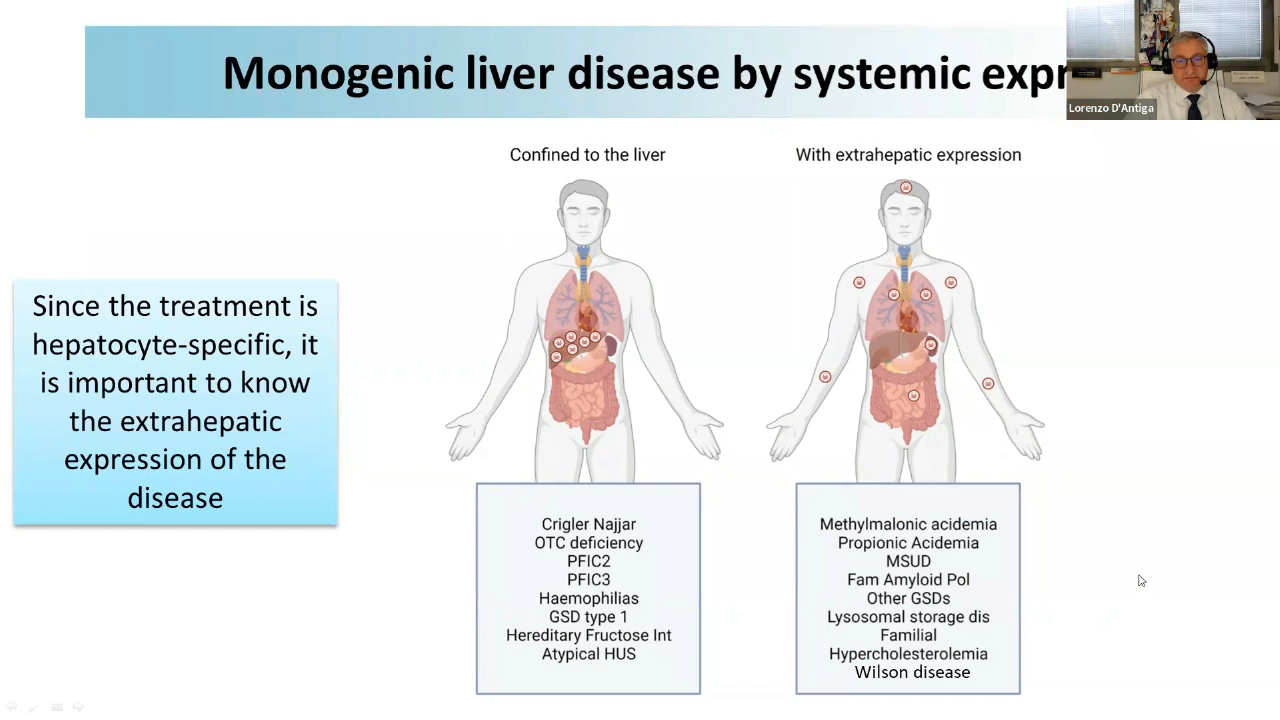 Monogenic liver disease by systemic expr
Lorenzo D'Antiga
Confined to the liver
With extrahepatic expression
Since the treatment is
hepatocyte-specific, it
is important to know
the extrahepatic
expression of the
disease
Crigler Najjar
OTC deficiency
PFIC2
PFIC3
Haemophilias
GSD type 1
Hereditary Fructose Int
Atypical HUS
Methylmalonic acidemia
Propionic Acidemia
MSUD
Fam Amyloid Pol
Other GSDs
Lysosomal storage dis
Familial
Hypercholesterolemia
Wilson disease